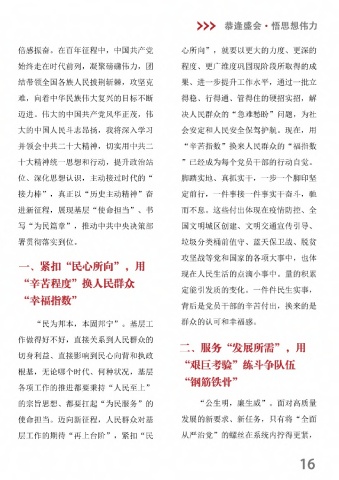 恭逢盛会·悟思想伟力
倍感振奋。在百年征程中，中国共产党
始终走在时代前列，凝聚磅礴伟力，团
结带领全国各族人民披荆斩棘，攻坚克
难，向着中华民族伟大复兴的目标不断
迈进。伟大的中国共产党风华正茂，伟
大的中国人民斗志昂扬，我将深入学习
并领会中共二十大精神，切实用中共二
十大精神统一思想和行动，提升政治站
位、深化思想认识，主动接过时代的“
接力棒”，真正以“历史主动精神”奋
进新征程，展现基层“使命担当”、书
写“为民篇章”，推动中共中央决策部
署贯彻落实到位。
一、紧扣“民心所向”，用
“辛苦程度”换人民群众
“幸福指数”
“民为邦本，本固邦宁”。基层工
作做得好不好，直接关系到人民群众的
切身利益、直接影响到民心向背和执政
根基，无论哪个时代、何种状况，基层
各项工作的推进都要秉持“人民至上”
的宗旨思想、都要扛起“为民服务”的
使命担当。迈向新征程，人民群众对基
层工作的期待“再上台阶”，紧扣“民
心所向”，就要以更大的力度、更深的
程度、更广维度巩固现阶段所取得的成
果、进一步提升工作水平，通过一批立
得稳、行得通、管得住的硬招实招，解
决人民群众的“急难愁盼”问题，为社
会安定和人民安全保驾护航。现在，用
“辛苦指数”换来人民群众的“福指数
”已经成为每个党员干部的行动自觉。
脚踏实地、真抓实干，一步一个脚印坚
定前行，一件事接一件事实干奋斗，驰
而不息。这些付出体现在疫情防控、全
国文明城区创建、文明交通宣传引导、
垃圾分类桶前值守、蓝天保卫战、脱贫
攻坚战等党和国家的各项大事中，也体
现在人民生活的点滴小事中。量的积累
定能引发质的变化。一件件民生实事，
背后是党员干部的辛苦付出，换来的是
群众的认可和幸福感。
二、服务“发展所需”，用
“艰巨考验”练斗争队伍
“钢筋铁骨”
“公生明，廉生威”。面对高质量
发展的新要求、新任务，只有将“全面
从严治党”的螺丝在系统内拧得更紧，
16